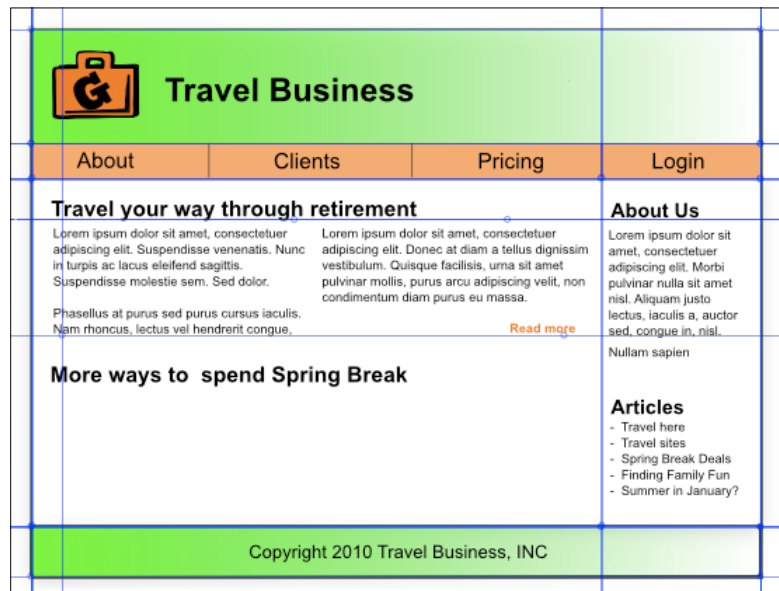 G
Travel Business
About Clients Pricing Login
Travel your way through retirement
Lorem ipsum dolor sit amet, consectetuer
adipiscing elit. Suspendisse venenatis. Nunc
in turpis ac lacus eleifend sagittis.
Suspendisse molestie sem. Sed dolor.
Phasellus at purus sed purus cursus iaculis.
Nam rhoncus, lectus vel hendrerit congue,
Lorem ipsum dolor sit amet, consectetuer
adipiscing elit. Donec at diam a tellus dignissim
vestibulum. Quisque facilisis, urna sit amet
pulvinar mollis, purus arcu adipiscing velit, non
condimentum diam purus eu massa.
Read more
More ways to  spend Spring Break
About Us
Lorem ipsum dolor sit
amet, consectetuer
adipiscing elit. Morbi
pulvinar nulla sit amet
nisl. Aliquam justo
lectus, iaculis a, auctor
sed, congue in, nisl.
Nullam sapien
Articles
- Travel here
- Travel sites
- Spring Break Deals
- Finding Family Fun
- Summer in January?
Copyright 2010 Travel Business, INC